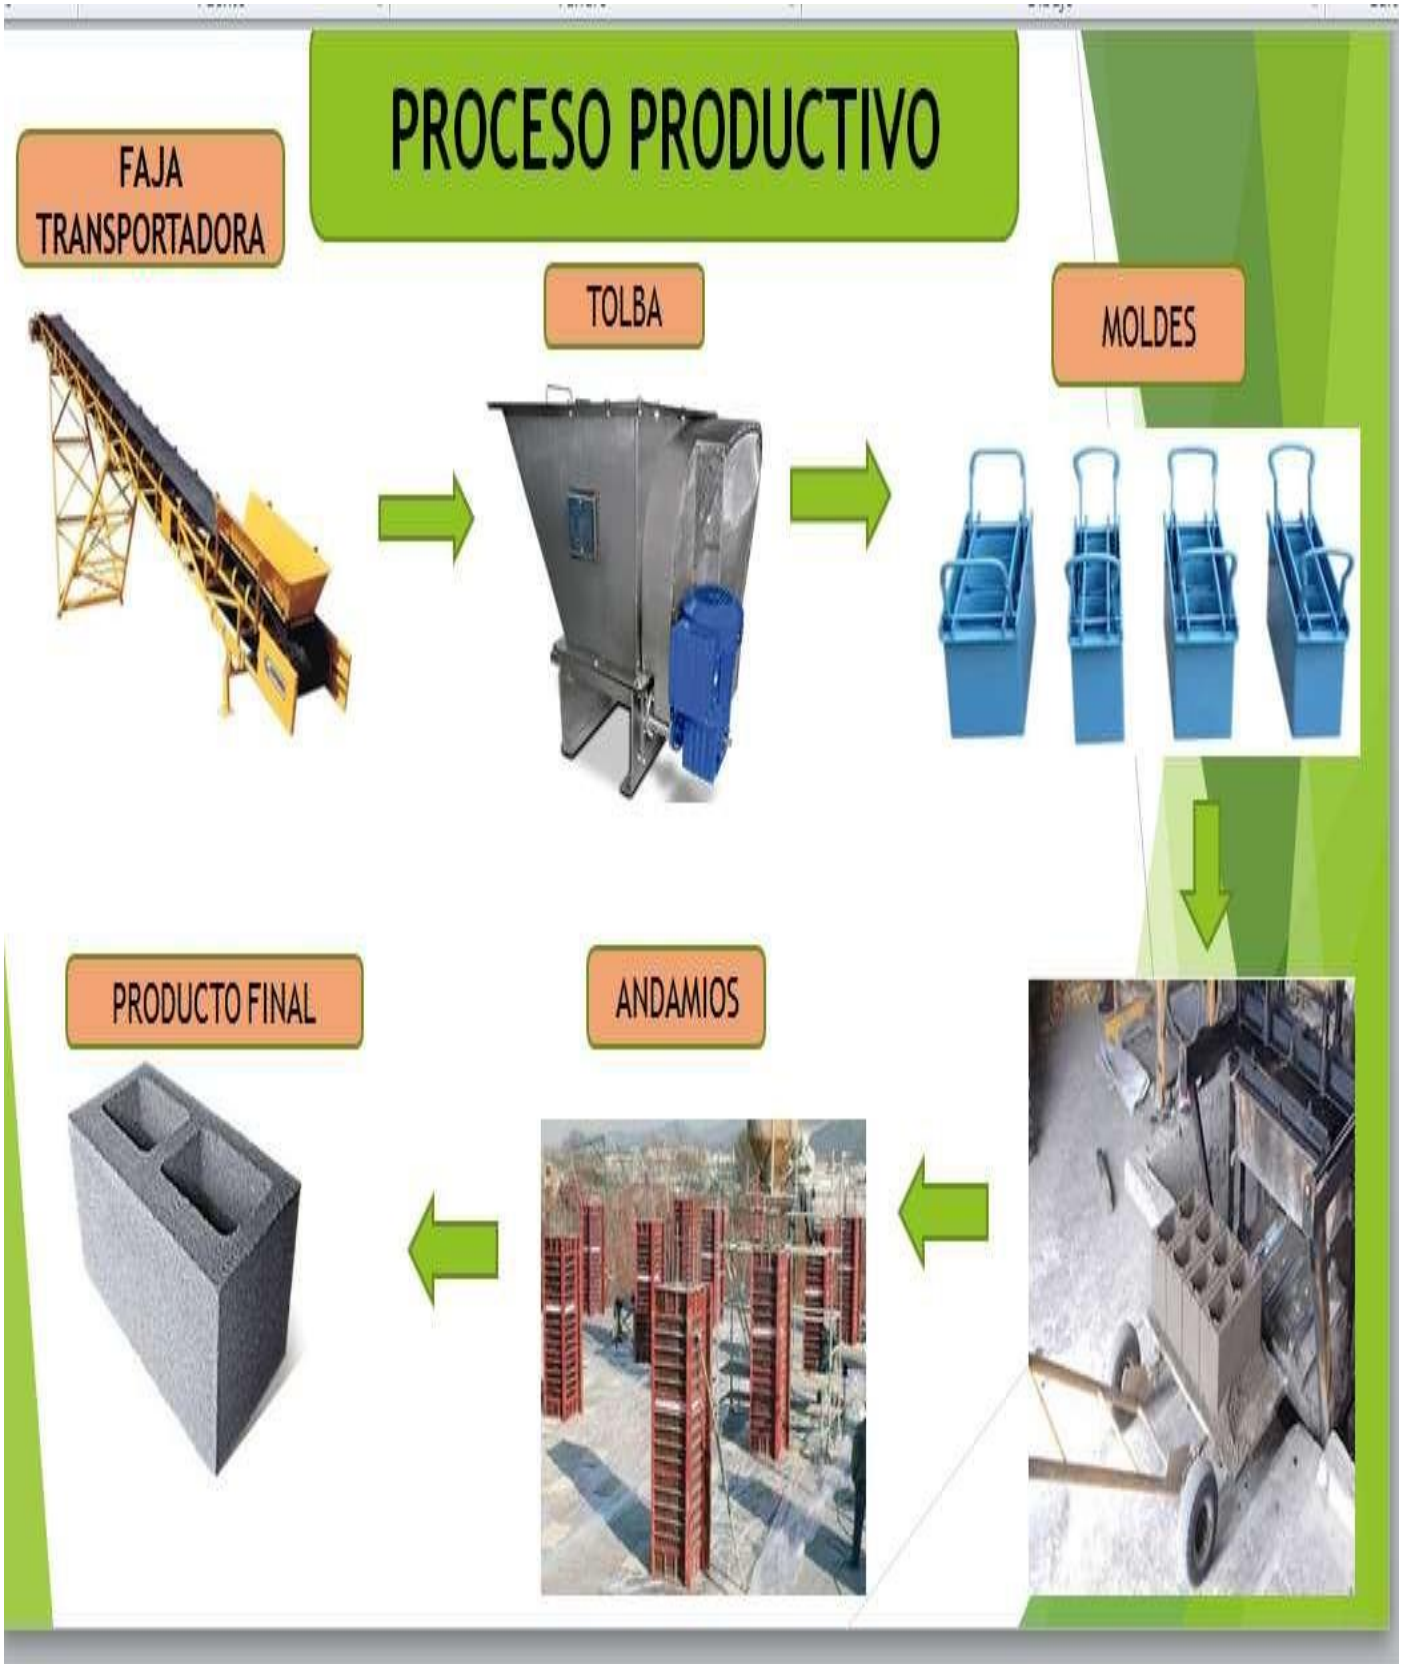 PROCESO PRODUCTIVO
FAJA
TRANSPORTADORA
TOLBA
MOLDES
PRODUCTO FINAL
ANDAMIOS